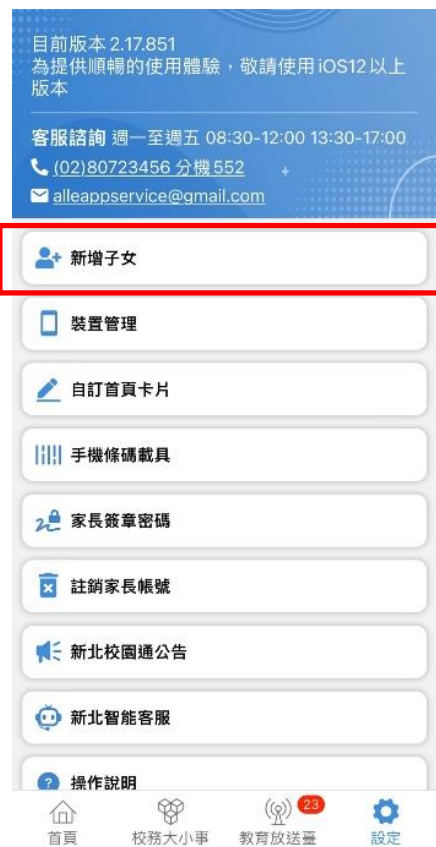 目前版本 2.17.851
為提供順暢的使用體驗，敬請使用 iOS12 以上
版本
客服諮詢 週一至週五 08:30-12:00 13:30-17:00
(02)80723456 分機 552
alleappservice@gmail.com
新增子女
裝置管理
自訂首頁卡片
手機條碼載具
家長簽章密碼
註銷家長帳號
新北校園通公告
新北智能客服
操作說明
23
首頁 校務大小事 教育放送臺 設定